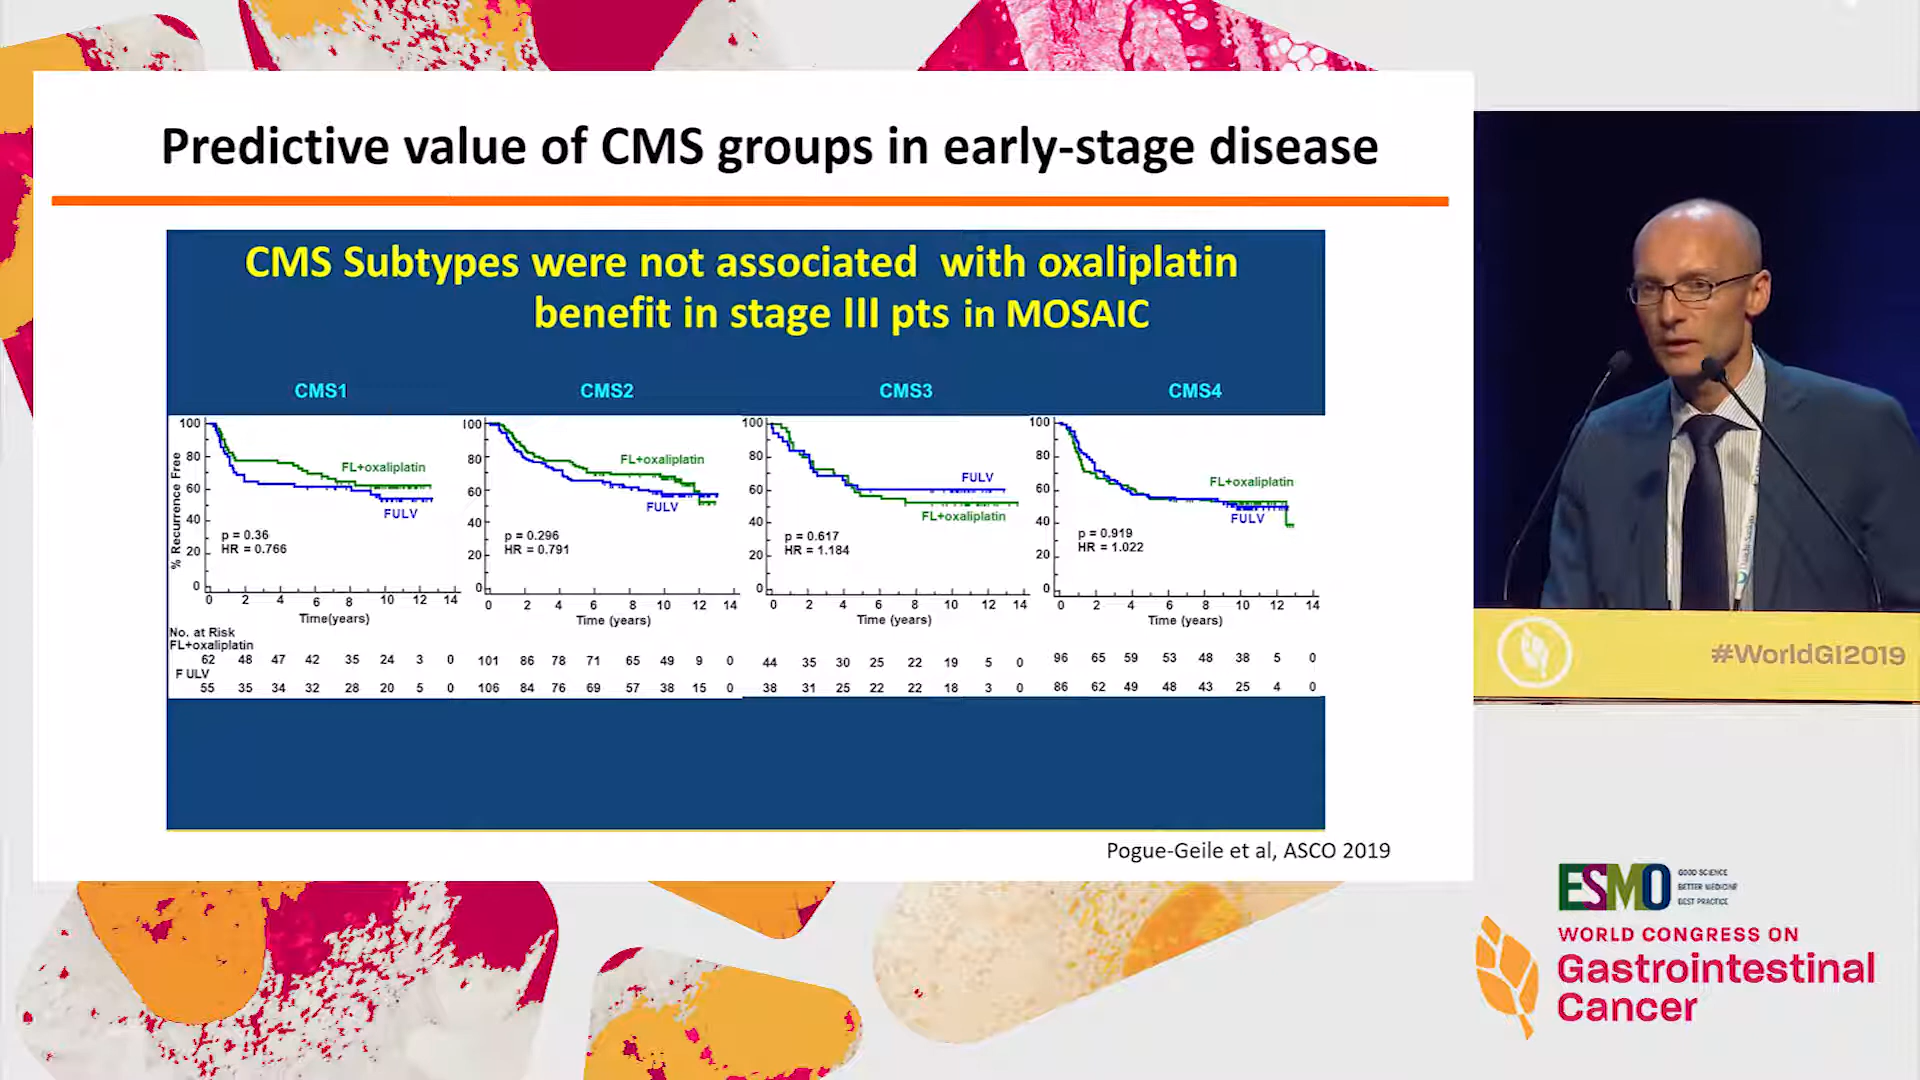 Predictive value of CMS groups in early-stage disease
CMS Subtypes were not associated with oxaliplatin
benefit in stage III pts in MOSAIC
CMS1 CMS2 CMS3 CMS4
% Recurrence Free
100
80
60
40
20
0
FL+oxaliplatin
FULV
p = 0.36
HR = 0.766
0 2 4 6 8 10 12 14
Time(years)
100
80
60
40
20
0
FL+oxaliplatin
FULV
p = 0.296
HR = 0.791
0 2 4 6 8 10 12 14
Time (years)
100
80
60
40
20
0
FULV
FL+oxaliplatin
p = 0.617
HR = 1.184
0 2 4 6 8 10 12 14
Time (years)
100
80
60
40
20
0
FL+oxaliplatin
FULV
p = 0.919
HR = 1.022
0 2 4 6 8 10 12 14
Time (years)
No. at Risk
FL+oxaliplatin
62 48 47 42 35 24 3 0 101 86 78 71 65 49 9 0 44 35 30 25 22 19 5 0 96 65 59 53 48 38 5 0
F ULV
55 35 34 32 28 20 5 0 106 84 76 69 57 38 15 0 38 31 25 22 22 18 3 0 86 62 49 48 43 25 4 0
Pogue-Geile et al, ASCO 2019
#WorldGI2019
ESMO
GOOD SCIENCE
BETTER MEDICINE
BEST PRACTICE
WORLD CONGRESS ON
Gastrointestinal
Cancer